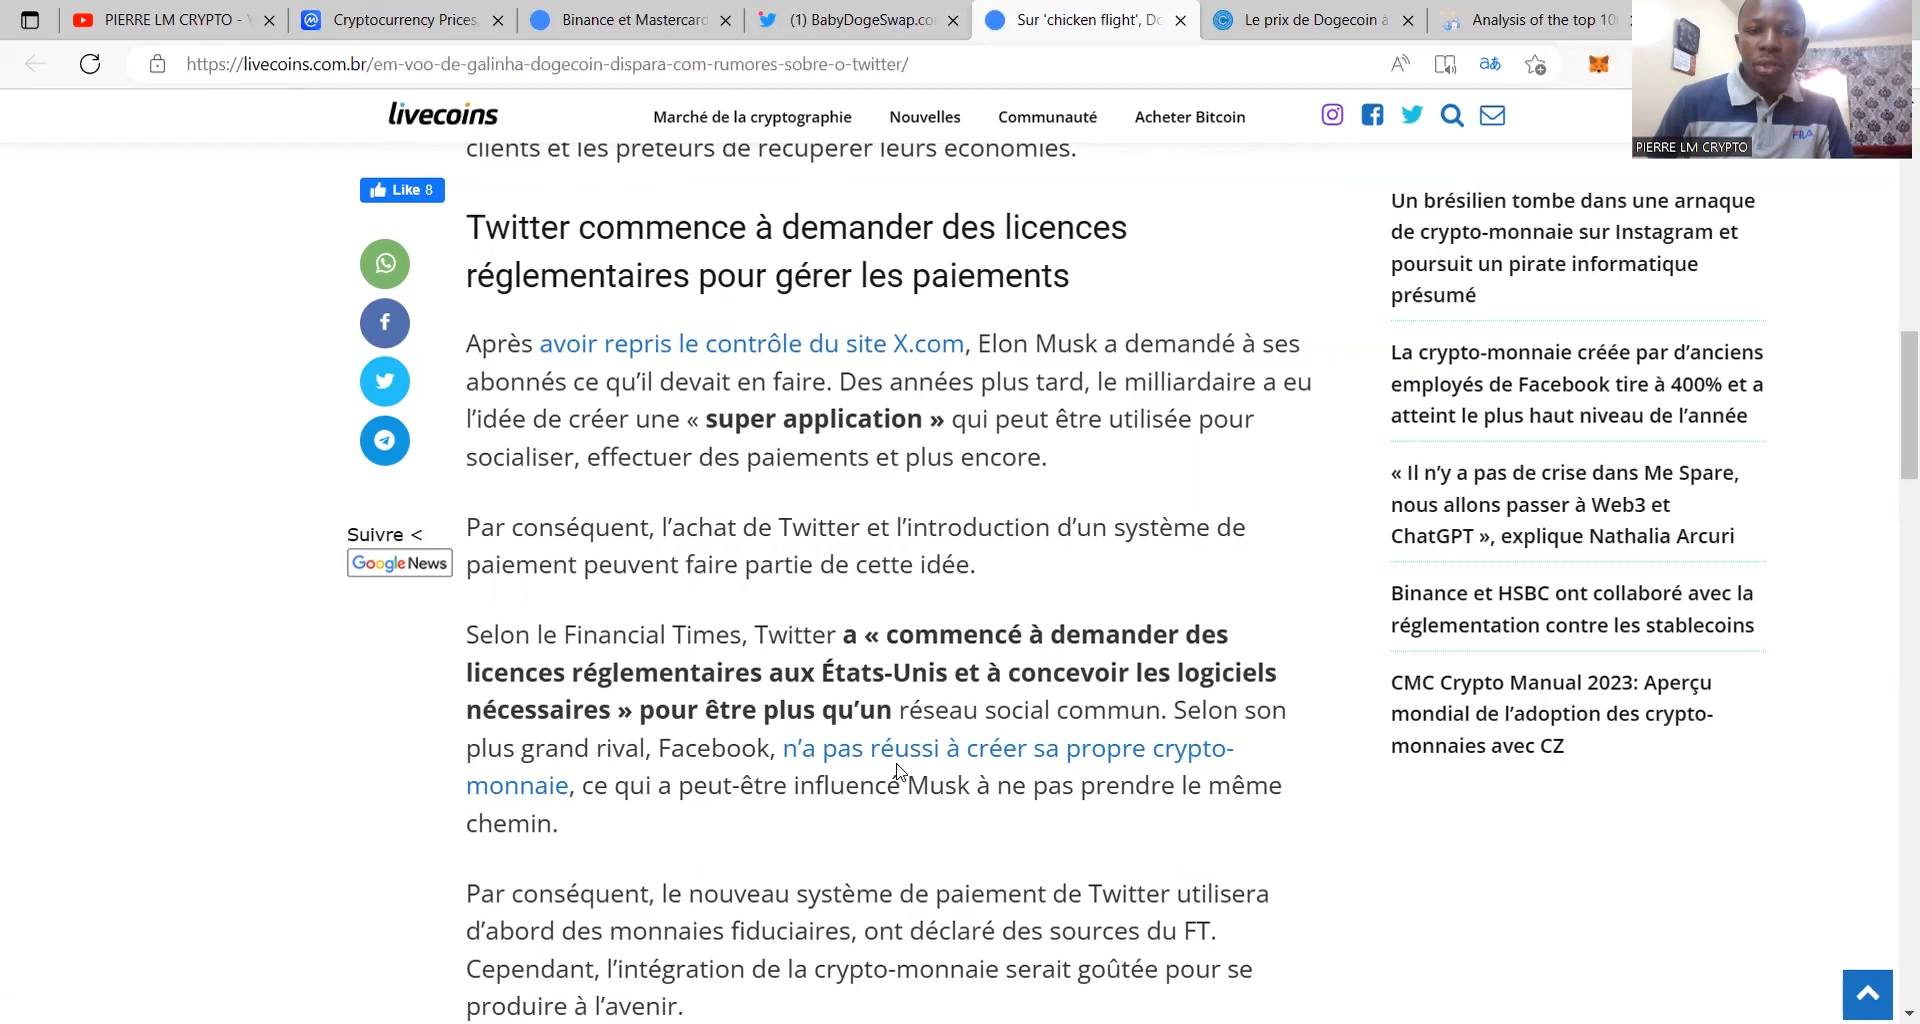 PIERRE LM CRYPTO -
Cryptocurrency Prices,
Binance et Mastercard
(1) BabyDogeSwap.co
Sur 'chicken flight', Do
Le prix de Dogecoin à
Analysis of the top 10
https://livecoins.com.br/em-voo-de-galinha-dogecoin-dispara-com-rumores-sobre-o-twitter/
livecoins
Marché de la cryptographie
Nouvelles
Communauté
Acheter Bitcoin
FILA
PIERRE LM CRYPTO
clients et les prêteurs de récupérer leurs économies.
Like 8
Twitter commence à demander des licences
réglementaires pour gérer les paiements
Après avoir repris le contrôle du site X.com, Elon Musk a demandé à ses
abonnés ce qu’il devait en faire. Des années plus tard, le milliardaire a eu
l’idée de créer une « super application » qui peut être utilisée pour
socialiser, effectuer des paiements et plus encore.
Suivre <
Google News
Par conséquent, l’achat de Twitter et l’introduction d’un système de
paiement peuvent faire partie de cette idée.
Selon le Financial Times, Twitter a « commencé à demander des
licences réglementaires aux États-Unis et à concevoir les logiciels
nécessaires » pour être plus qu’un réseau social commun. Selon son
plus grand rival, Facebook, n’a pas réussi à créer sa propre crypto-
monnaie, ce qui a peut-être influencé Musk à ne pas prendre le même
chemin.
Par conséquent, le nouveau système de paiement de Twitter utilisera
d’abord des monnaies fiduciaires, ont déclaré des sources du FT.
Cependant, l’intégration de la crypto-monnaie serait goûtée pour se
produire à l’avenir.
Un brésilien tombe dans une arnaque
de crypto-monnaie sur Instagram et
poursuit un pirate informatique
présumé
La crypto-monnaie créée par d’anciens
employés de Facebook tire à 400% et a
atteint le plus haut niveau de l’année
« Il n’y a pas de crise dans Me Spare,
nous allons passer à Web3 et
ChatGPT », explique Nathalia Arcuri
Binance et HSBC ont collaboré avec la
réglementation contre les stablecoins
CMC Crypto Manual 2023: Aperçu
mondial de l’adoption des crypto-
monnaies avec CZ